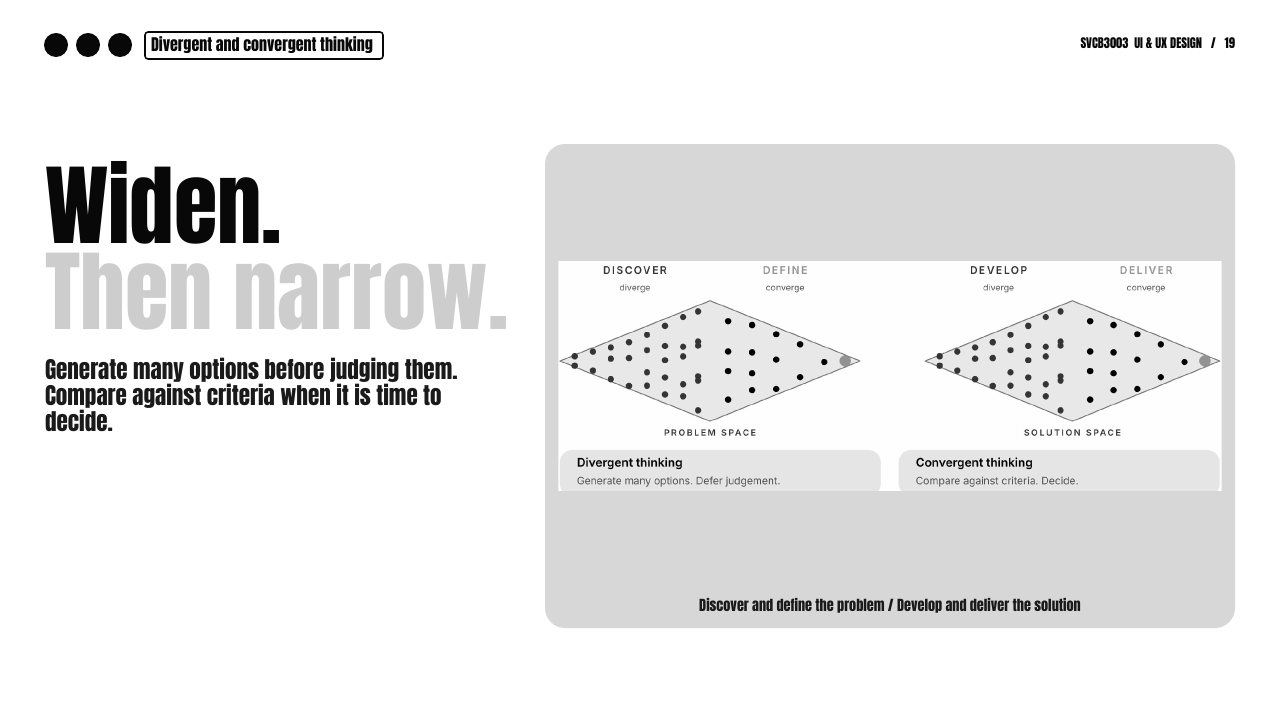 Divergent and convergent thinking
SVCB3003 UI & UX DESIGN / 19
Widen.
Then narrow.
Generate many options before judging them.
Compare against criteria when it is time to
decide.
DISCOVER
diverge
DEFINE
converge
DEVELOP
diverge
DELIVER
converge
PROBLEM SPACE
SOLUTION SPACE
Divergent thinking
Generate many options. Defer judgement.
Convergent thinking
Compare against criteria. Decide.
Discover and define the problem / Develop and deliver the solution